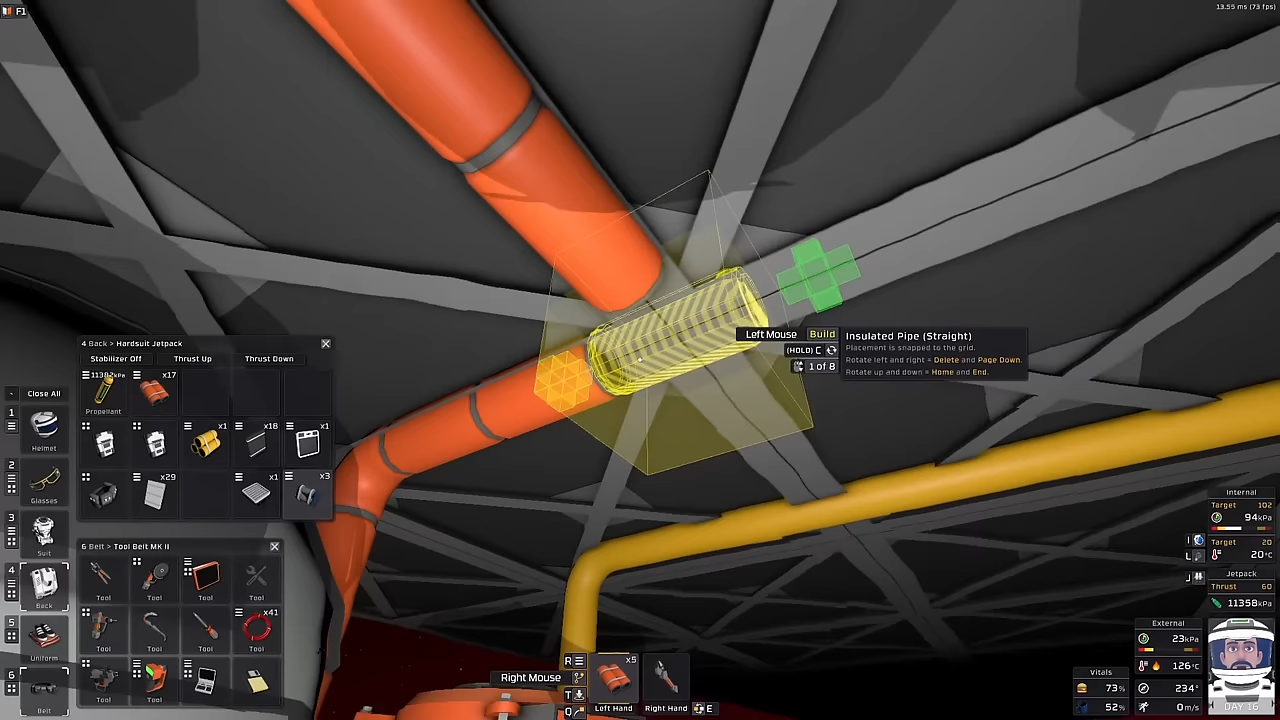 F1
13.55 ms (73 fps)
Left Mouse Build
(HOLD) C
1 of 8
Insulated Pipe (Straight)
Placement is snapped to the grid.
Rotate left and right = Delete and Page Down.
Rotate up and down = Home and End.
4 Back > Hardsuit Jetpack
Stabilizer Off Thrust Up Thrust Down
x17
Propellant
x1 x18 x1
x29 x1 x3
Close All
1
Helmet
2
Glasses
3
Suit
4
Back
5
Uniform
6
Belt
6 Belt > Tool Belt MK II
Tool Tool Tool Tool
x41
Tool Tool Tool Tool
Tool Tool Tool Tool
Right Mouse
R
T
Q
x5
Left Hand
Right Hand
E
Internal
Target 102
94kPa
Target 20
20°C
I
L
J
Jetpack
Thrust 60
11358kPa
External
23kPa
126°C
234°
0m/s
Vitals
73%
52%
DAY 16